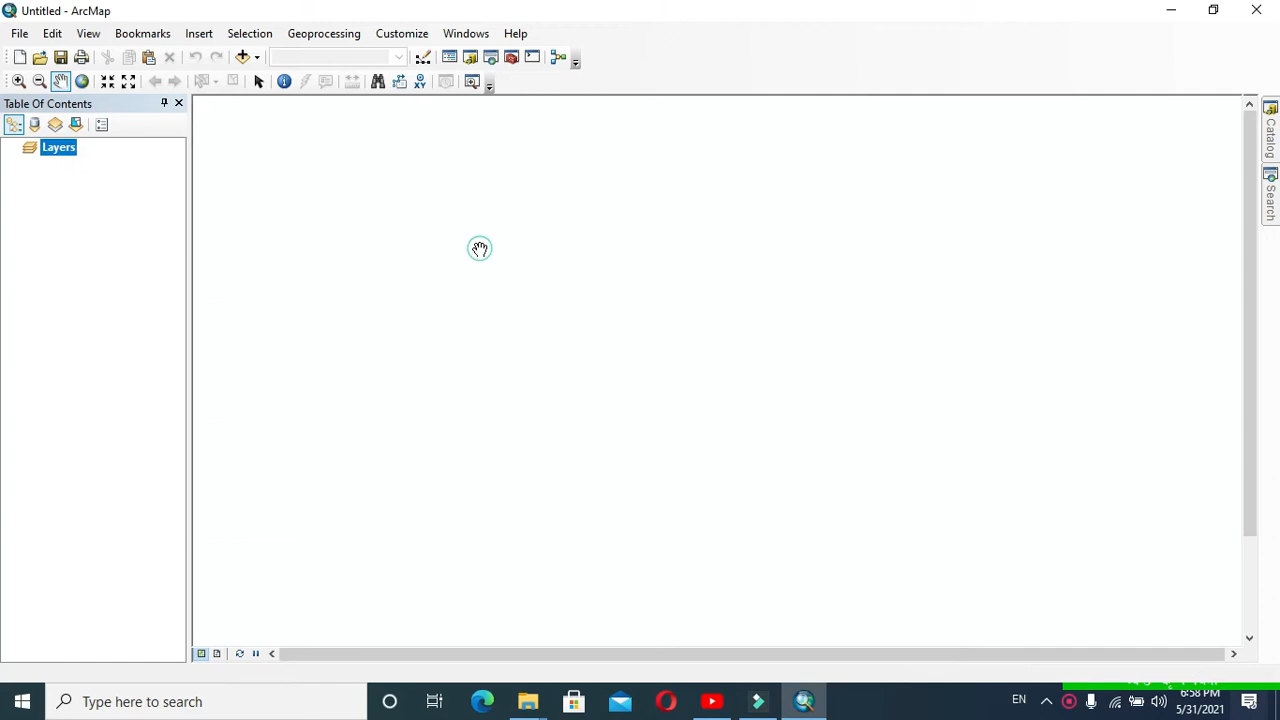 Untitled - ArcMap
File Edit View Bookmarks Insert Selection Geoprocessing Customize Windows Help
XY
Table Of Contents
Layers
Catalog
Search
Type here to search
EN
6:58 PM
5/31/2021